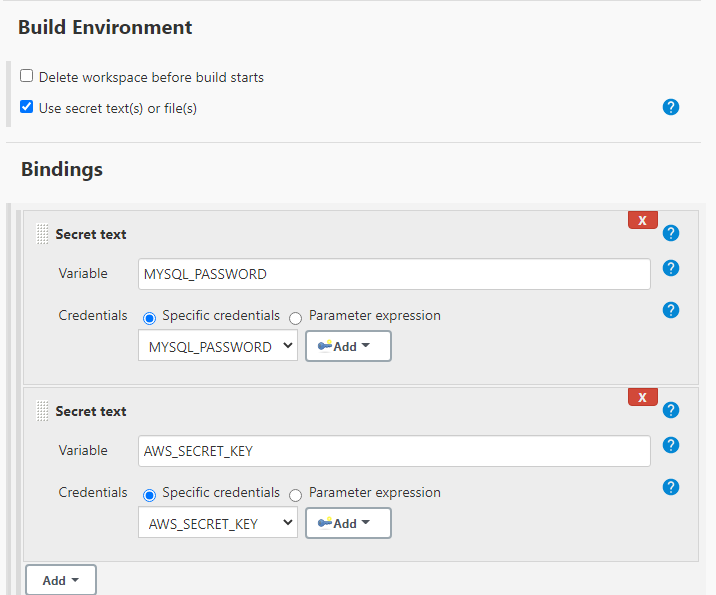 Build Environment
Delete workspace before build starts
Use secret text(s) or file(s)
?
Bindings
X
Secret text
?
Variable
MYSQL_PASSWORD
?
Credentials
Specific credentials
Parameter expression
?
MYSQL_PASSWORD
Add
X
Secret text
?
Variable
AWS_SECRET_KEY
?
Credentials
Specific credentials
Parameter expression
?
AWS_SECRET_KEY
Add
Add